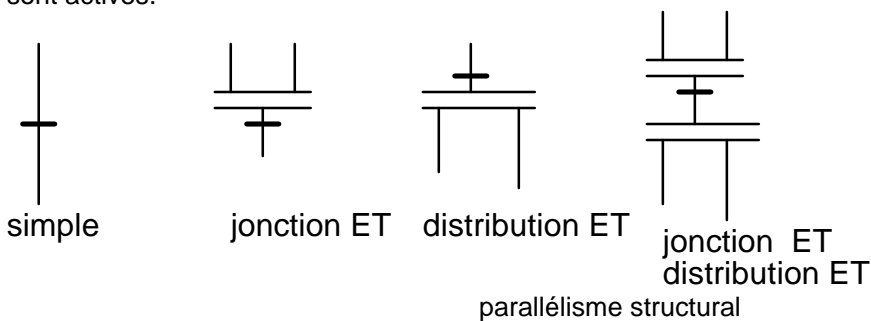 sont actives.
simple
jonction ET
distribution ET
jonction ET
distribution ET
parallélisme structural